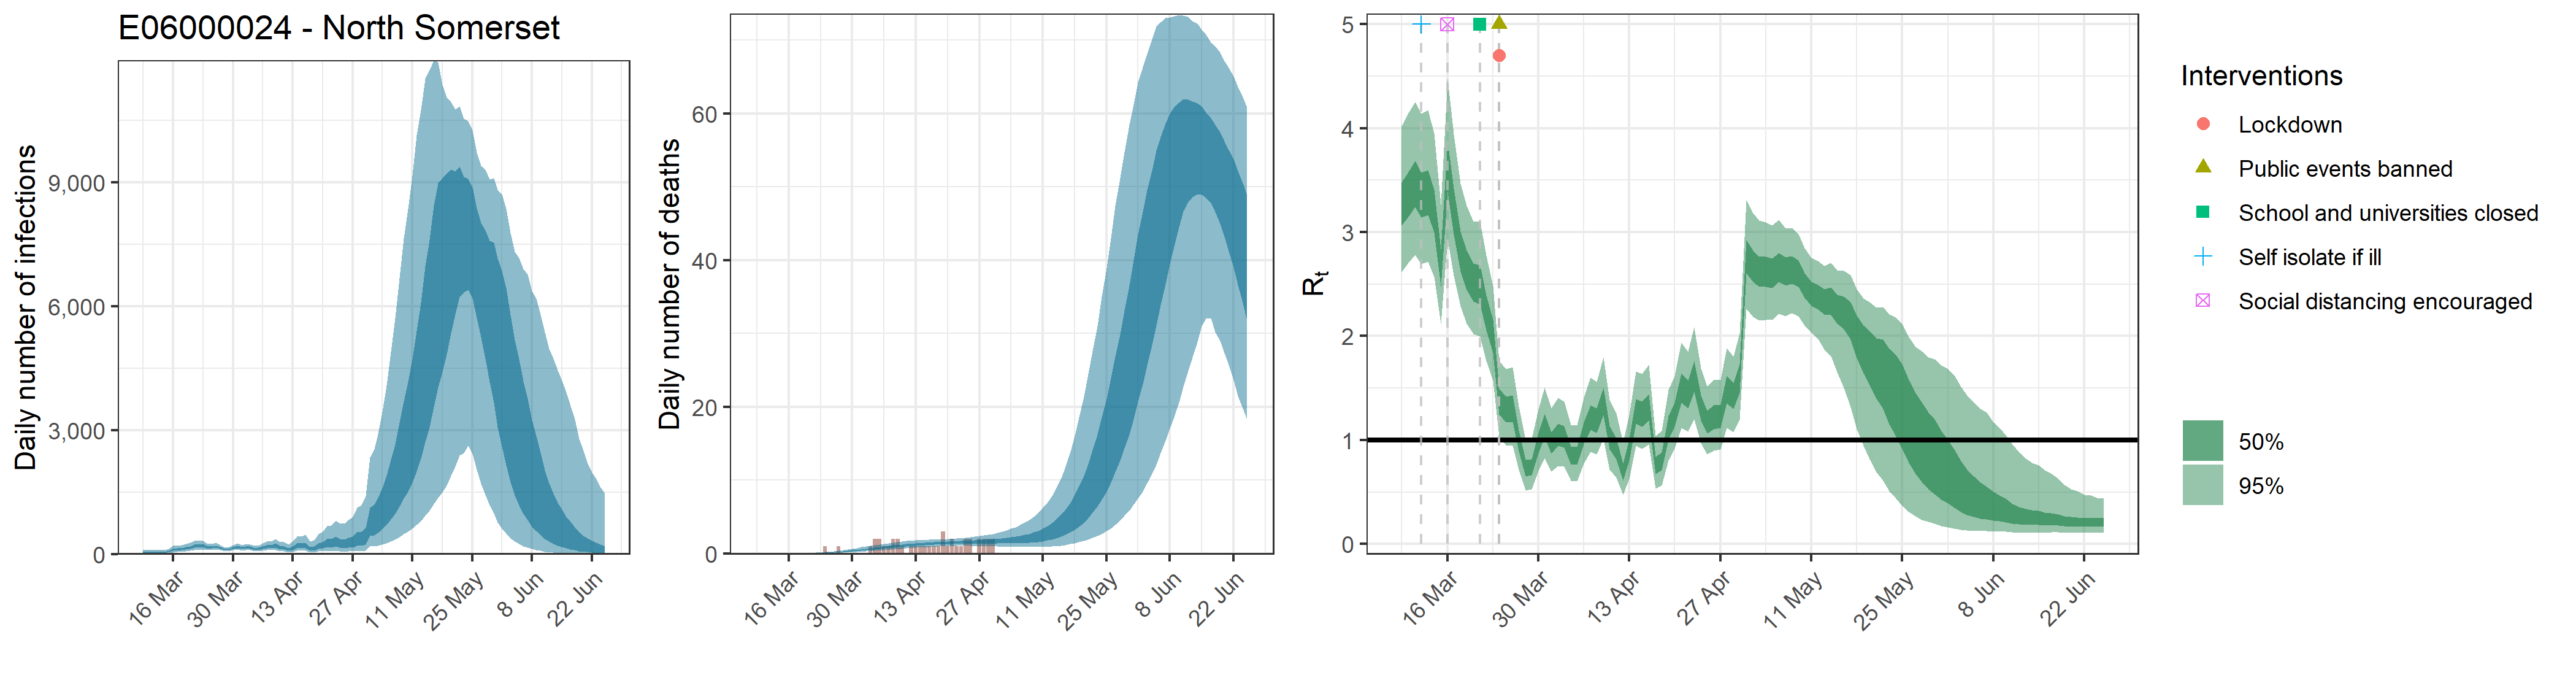 E06000024 - North Somerset
Daily number of infections
9,000
6,000
3,000
0
16 Mar
30 Mar
13 Apr
27 Apr
11 May
25 May
8 Jun
22 Jun
Daily number of deaths
60
40
20
0
16 Mar
30 Mar
13 Apr
27 Apr
11 May
25 May
8 Jun
22 Jun
Rt
5
4
3
2
1
0
16 Mar
30 Mar
13 Apr
27 Apr
11 May
25 May
8 Jun
22 Jun
Interventions
Lockdown
Public events banned
School and universities closed
Self isolate if ill
Social distancing encouraged
50%
95%